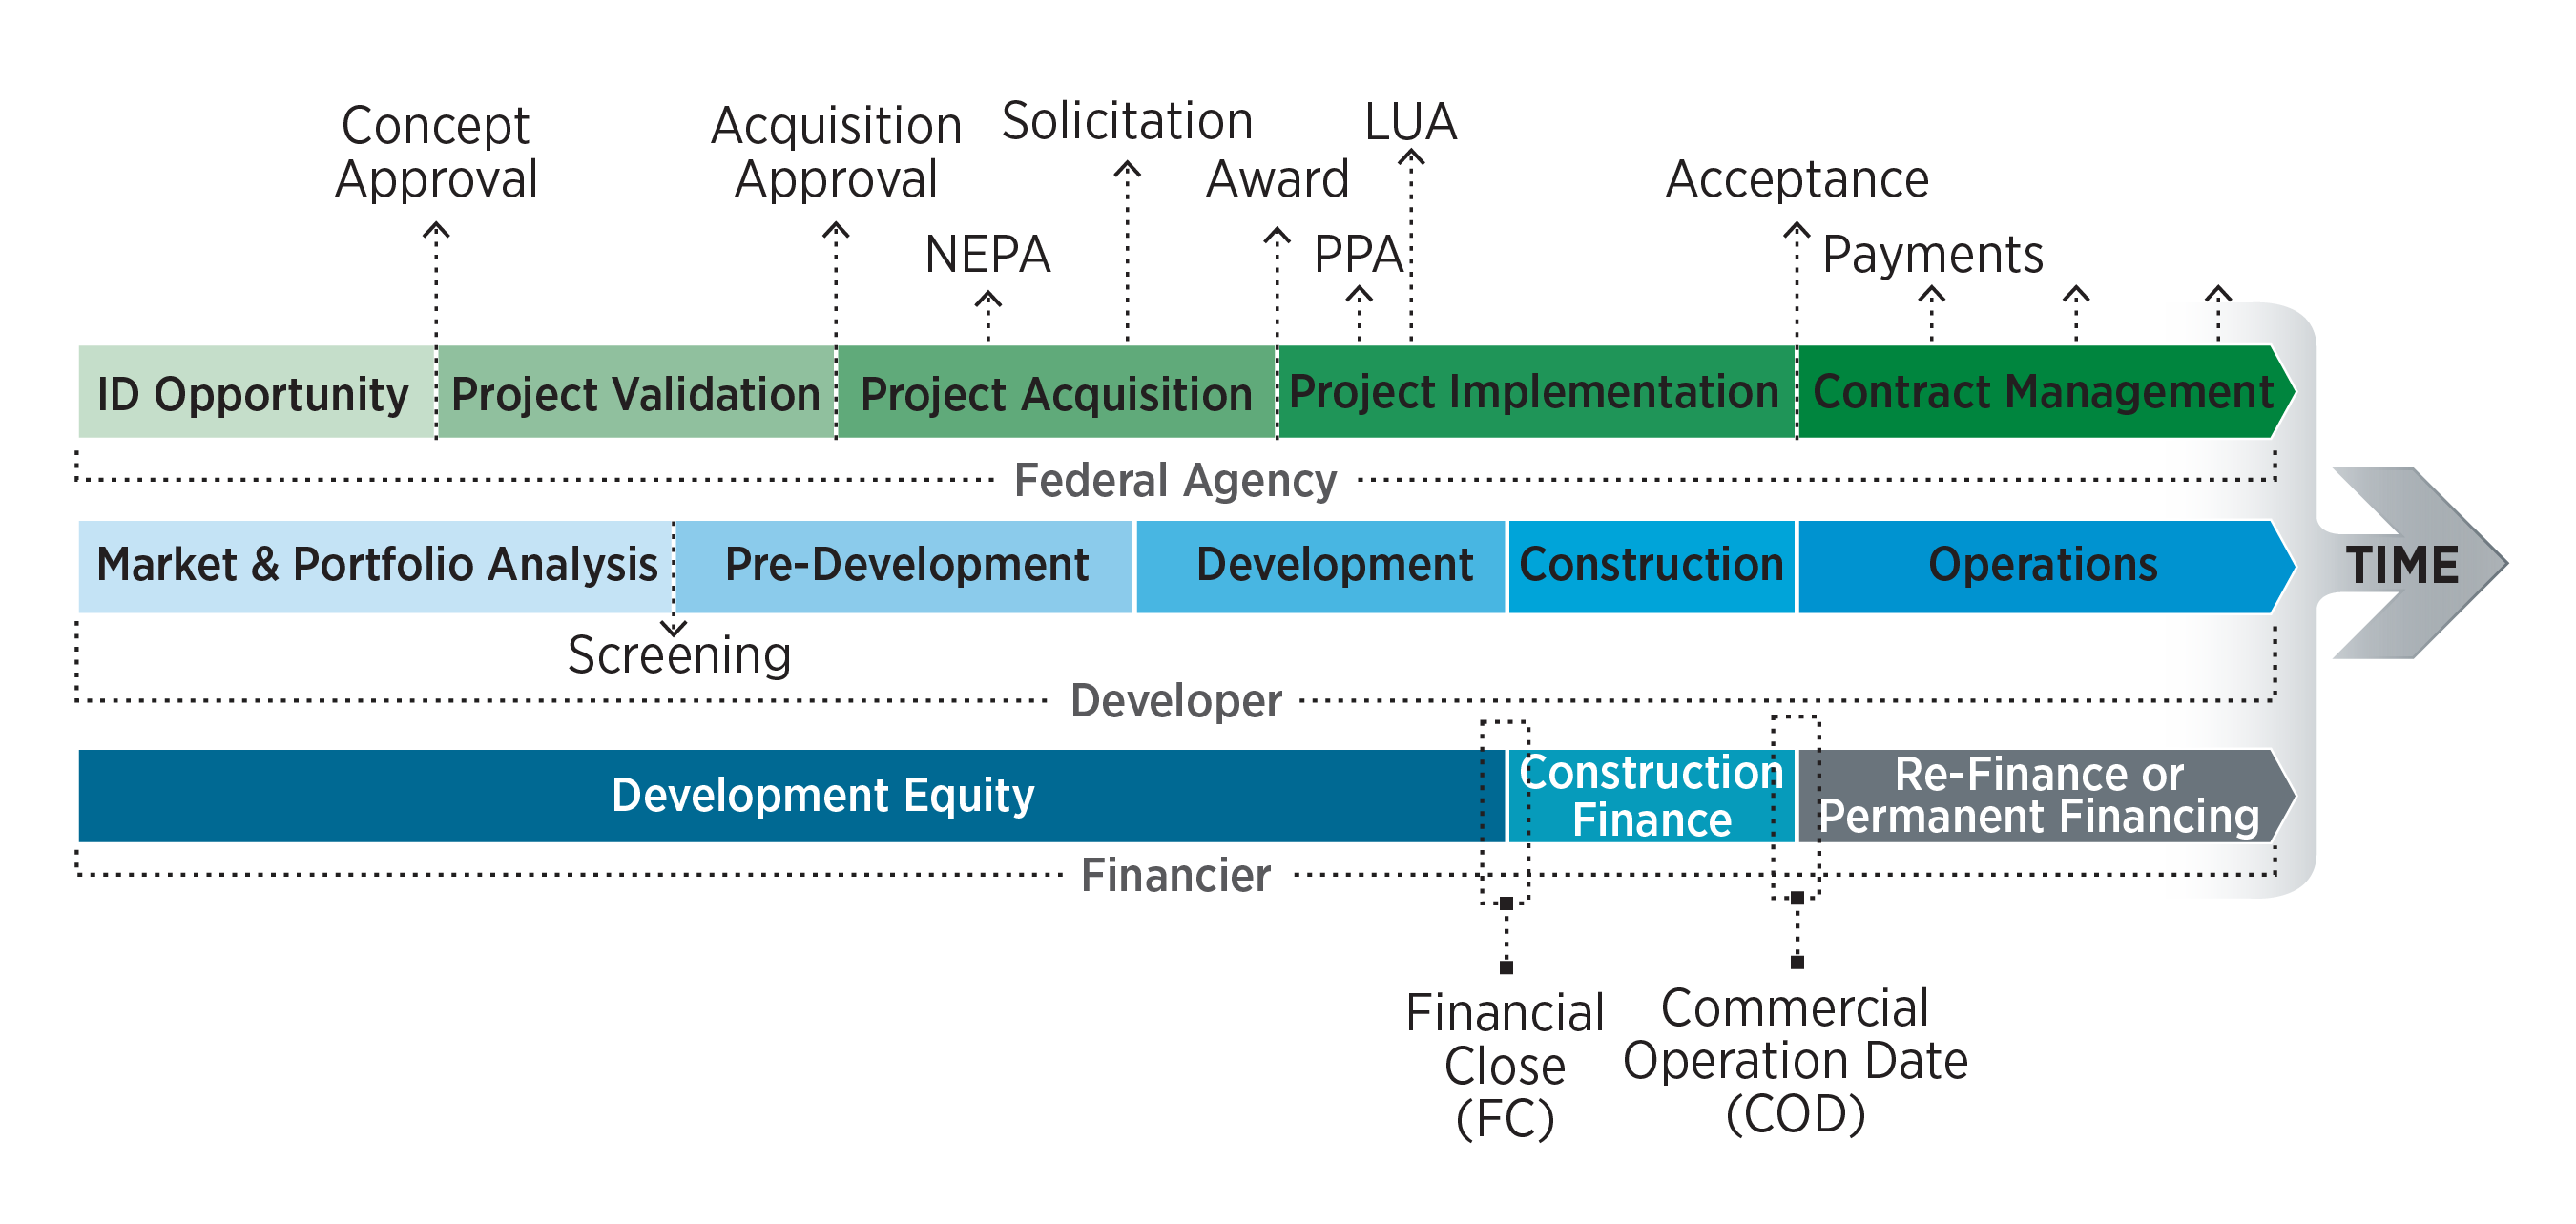 Concept
Approval
Acquisition
Approval
Solicitation
LUA
Award
Acceptance
NEPA
PPA
Payments
ID Opportunity
Project Validation
Project Acquisition
Project Implementation
Contract Management
Federal Agency
Market & Portfolio Analysis
Pre-Development
Development
Construction
Operations
TIME
Screening
Developer
Development Equity
Construction
Finance
Re-Finance or
Permanent Financing
Financier
Financial
Close
(FC)
Commercial
Operation Date
(COD)